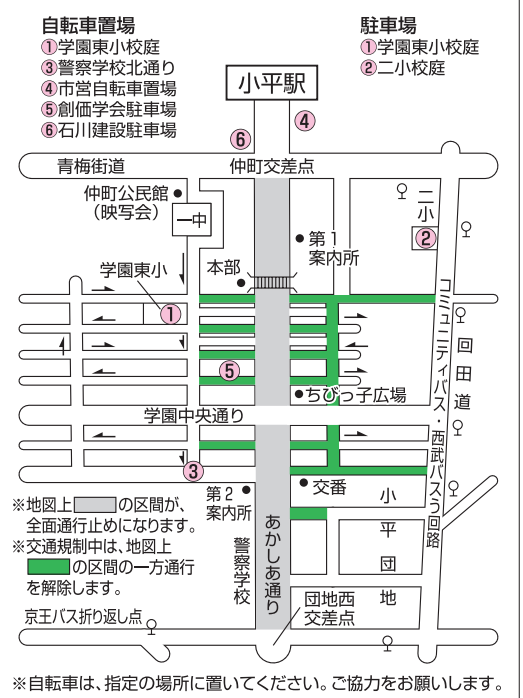 自転車置場
①学園東小校庭
③警察学校北通り
④市営自転車置場
⑤創価学会駐車場
⑥石川建設駐車場
駐車場
①学園東小校庭
②二小校庭
小平駅
④
⑥
青梅街道
仲町交差点
仲町公民館
（映写会）
一中
二小
②
第1
案内所
学園東小
本部
①
コミュニティバス・西武バスう回路
回田道
⑤
ちびっ子広場
学園中央通り
③
※地図上
の区間が、
全面通行止めになります。
※交通規制中は、地図上
の区間の一方通行
を解除します。
第2
案内所
交番
小平団地
警察学校
あかしあ通り
団地西
交差点
京王バス折り返し点
※自転車は、指定の場所に置いてください。ご協力をお願いします。